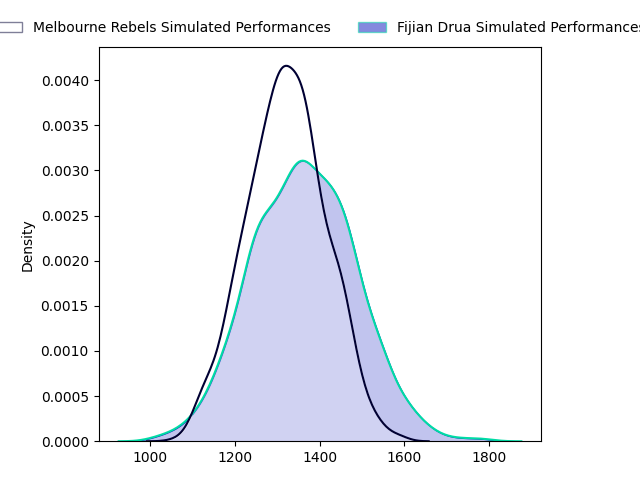 Melbourne Rebels Simulated Performances
Fijian Drua Simulated Performances
0.0040
0.0035
0.0030
0.0025
0.0020
0.0015
0.0010
0.0005
0.0000
Density
1000 1200 1400 1600 1800